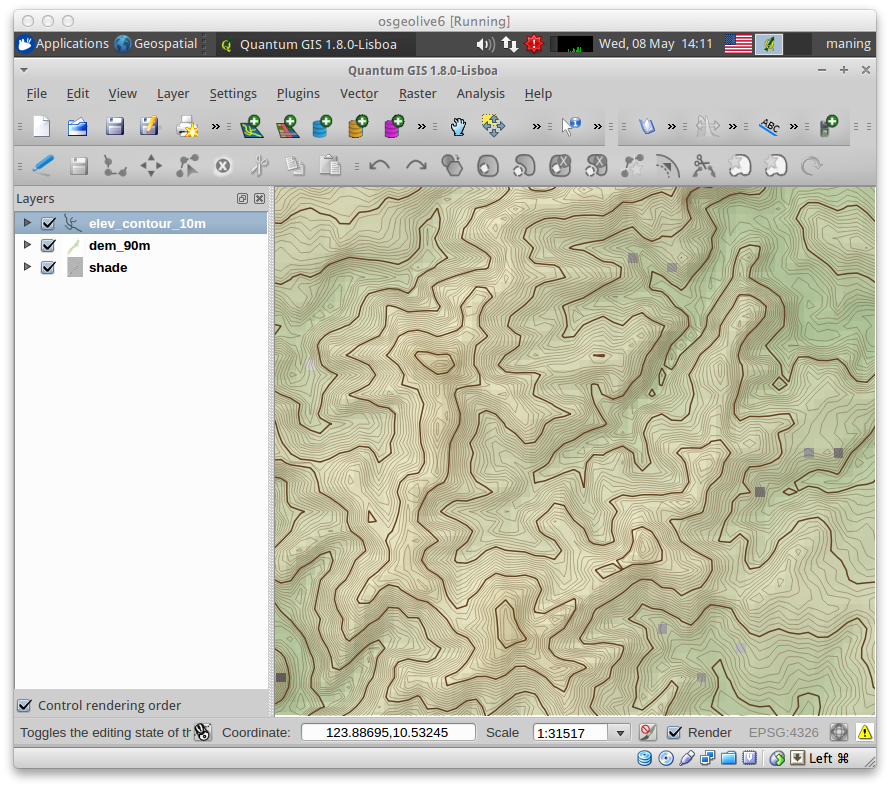 osgeolive6 [Running]
Applications Geospatial Quantum GIS 1.8.0-Lisboa Wed, 08 May 14:11 maning
Quantum GIS 1.8.0-Lisboa
File Edit View Layer Settings Plugins Vector Raster Analysis Help
ABC
Layers
elev_contour_10m
dem_90m
shade
Control rendering order
Toggles the editing state of th Coordinate: 123.88695,10.53245 Scale 1:31517 Render EPSG:4326
Left ⌘